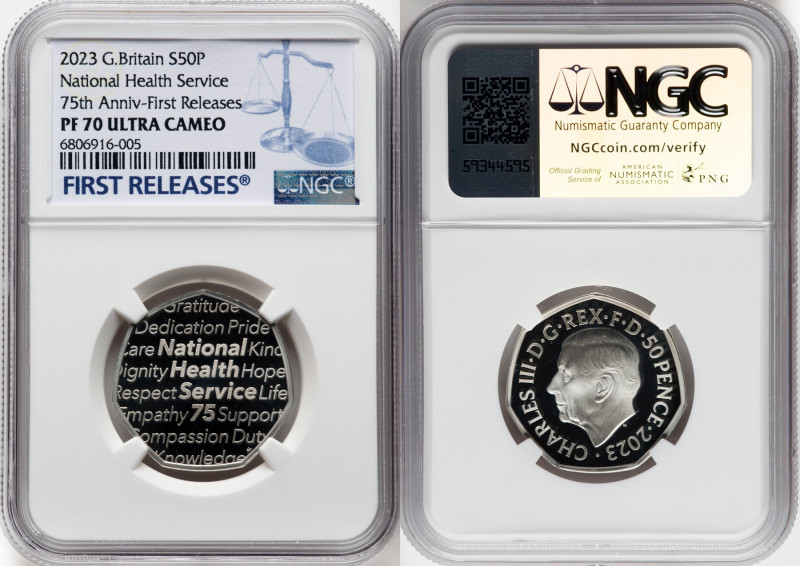 2023 G.Britain S50P
National Health Service
75th Anniv-First Releases
PF 70 ULTRA CAMEO
6806916-005
FIRST RELEASES®
NGC®
Gratitude
Dedication Pride
Care National Kind
Dignity Health Hope
Respect Service Life
Empathy 75 Support
Compassion Duty
Knowledge
NGC
Numismatic Guaranty Company
NGCcoin.com/verify
59344595
Official Grading
Service of
AMERICAN
NUMISMATIC
ASSOCIATION
PNG
CHARLES III·D·G·REX·F·D·50 PENCE·2023